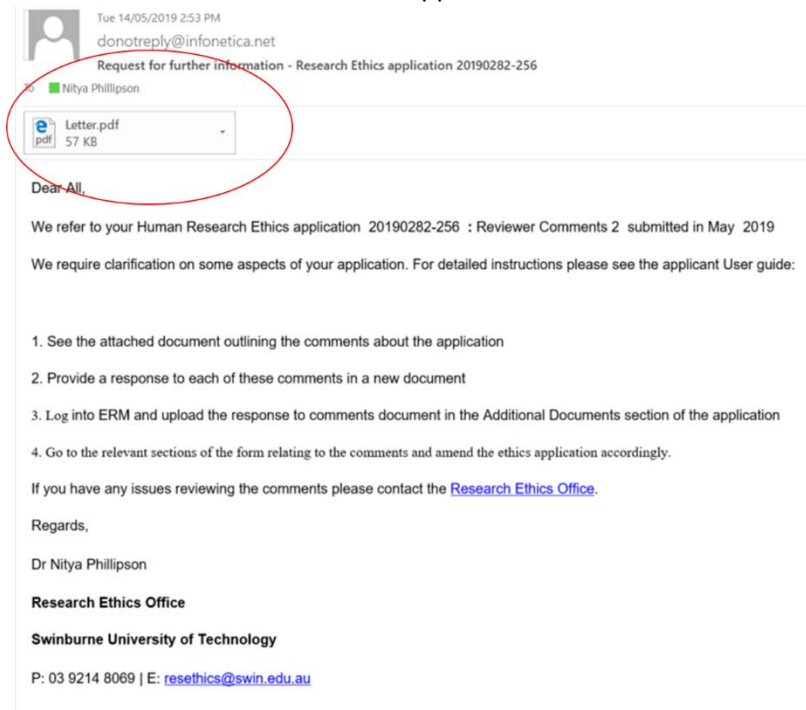 Tue 14/05/2019 2:53 PM
donotreply@infonetica.net
Request for further information - Research Ethics application 20190282-256
To Nitya Phillipson
Letter.pdf
pdf 57 KB
Dear All,
We refer to your Human Research Ethics application 20190282-256 : Reviewer Comments 2 submitted in May 2019
We require clarification on some aspects of your application. For detailed instructions please see the applicant User guide:
1. See the attached document outlining the comments about the application
2. Provide a response to each of these comments in a new document
3. Log into ERM and upload the response to comments document in the Additional Documents section of the application
4. Go to the relevant sections of the form relating to the comments and amend the ethics application accordingly.
If you have any issues reviewing the comments please contact the Research Ethics Office.
Regards,
Dr Nitya Phillipson
Research Ethics Office
Swinburne University of Technology
P: 03 9214 8069 | E: resethics@swin.edu.au